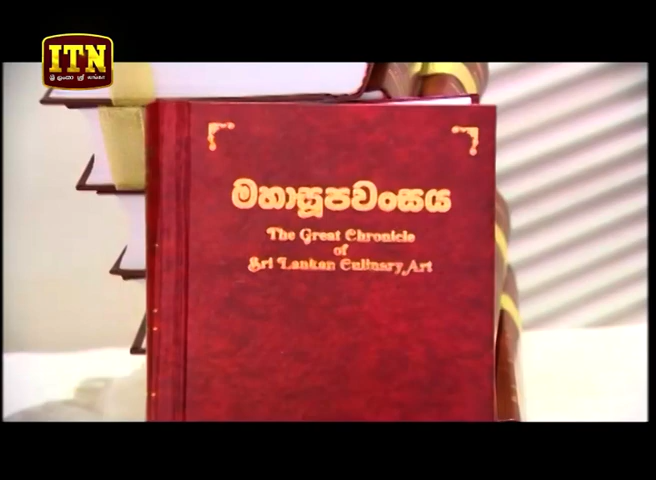 ITN
මහාසූපවංසය
The Great Chronicle
of
Sri Lankan Culinary Art